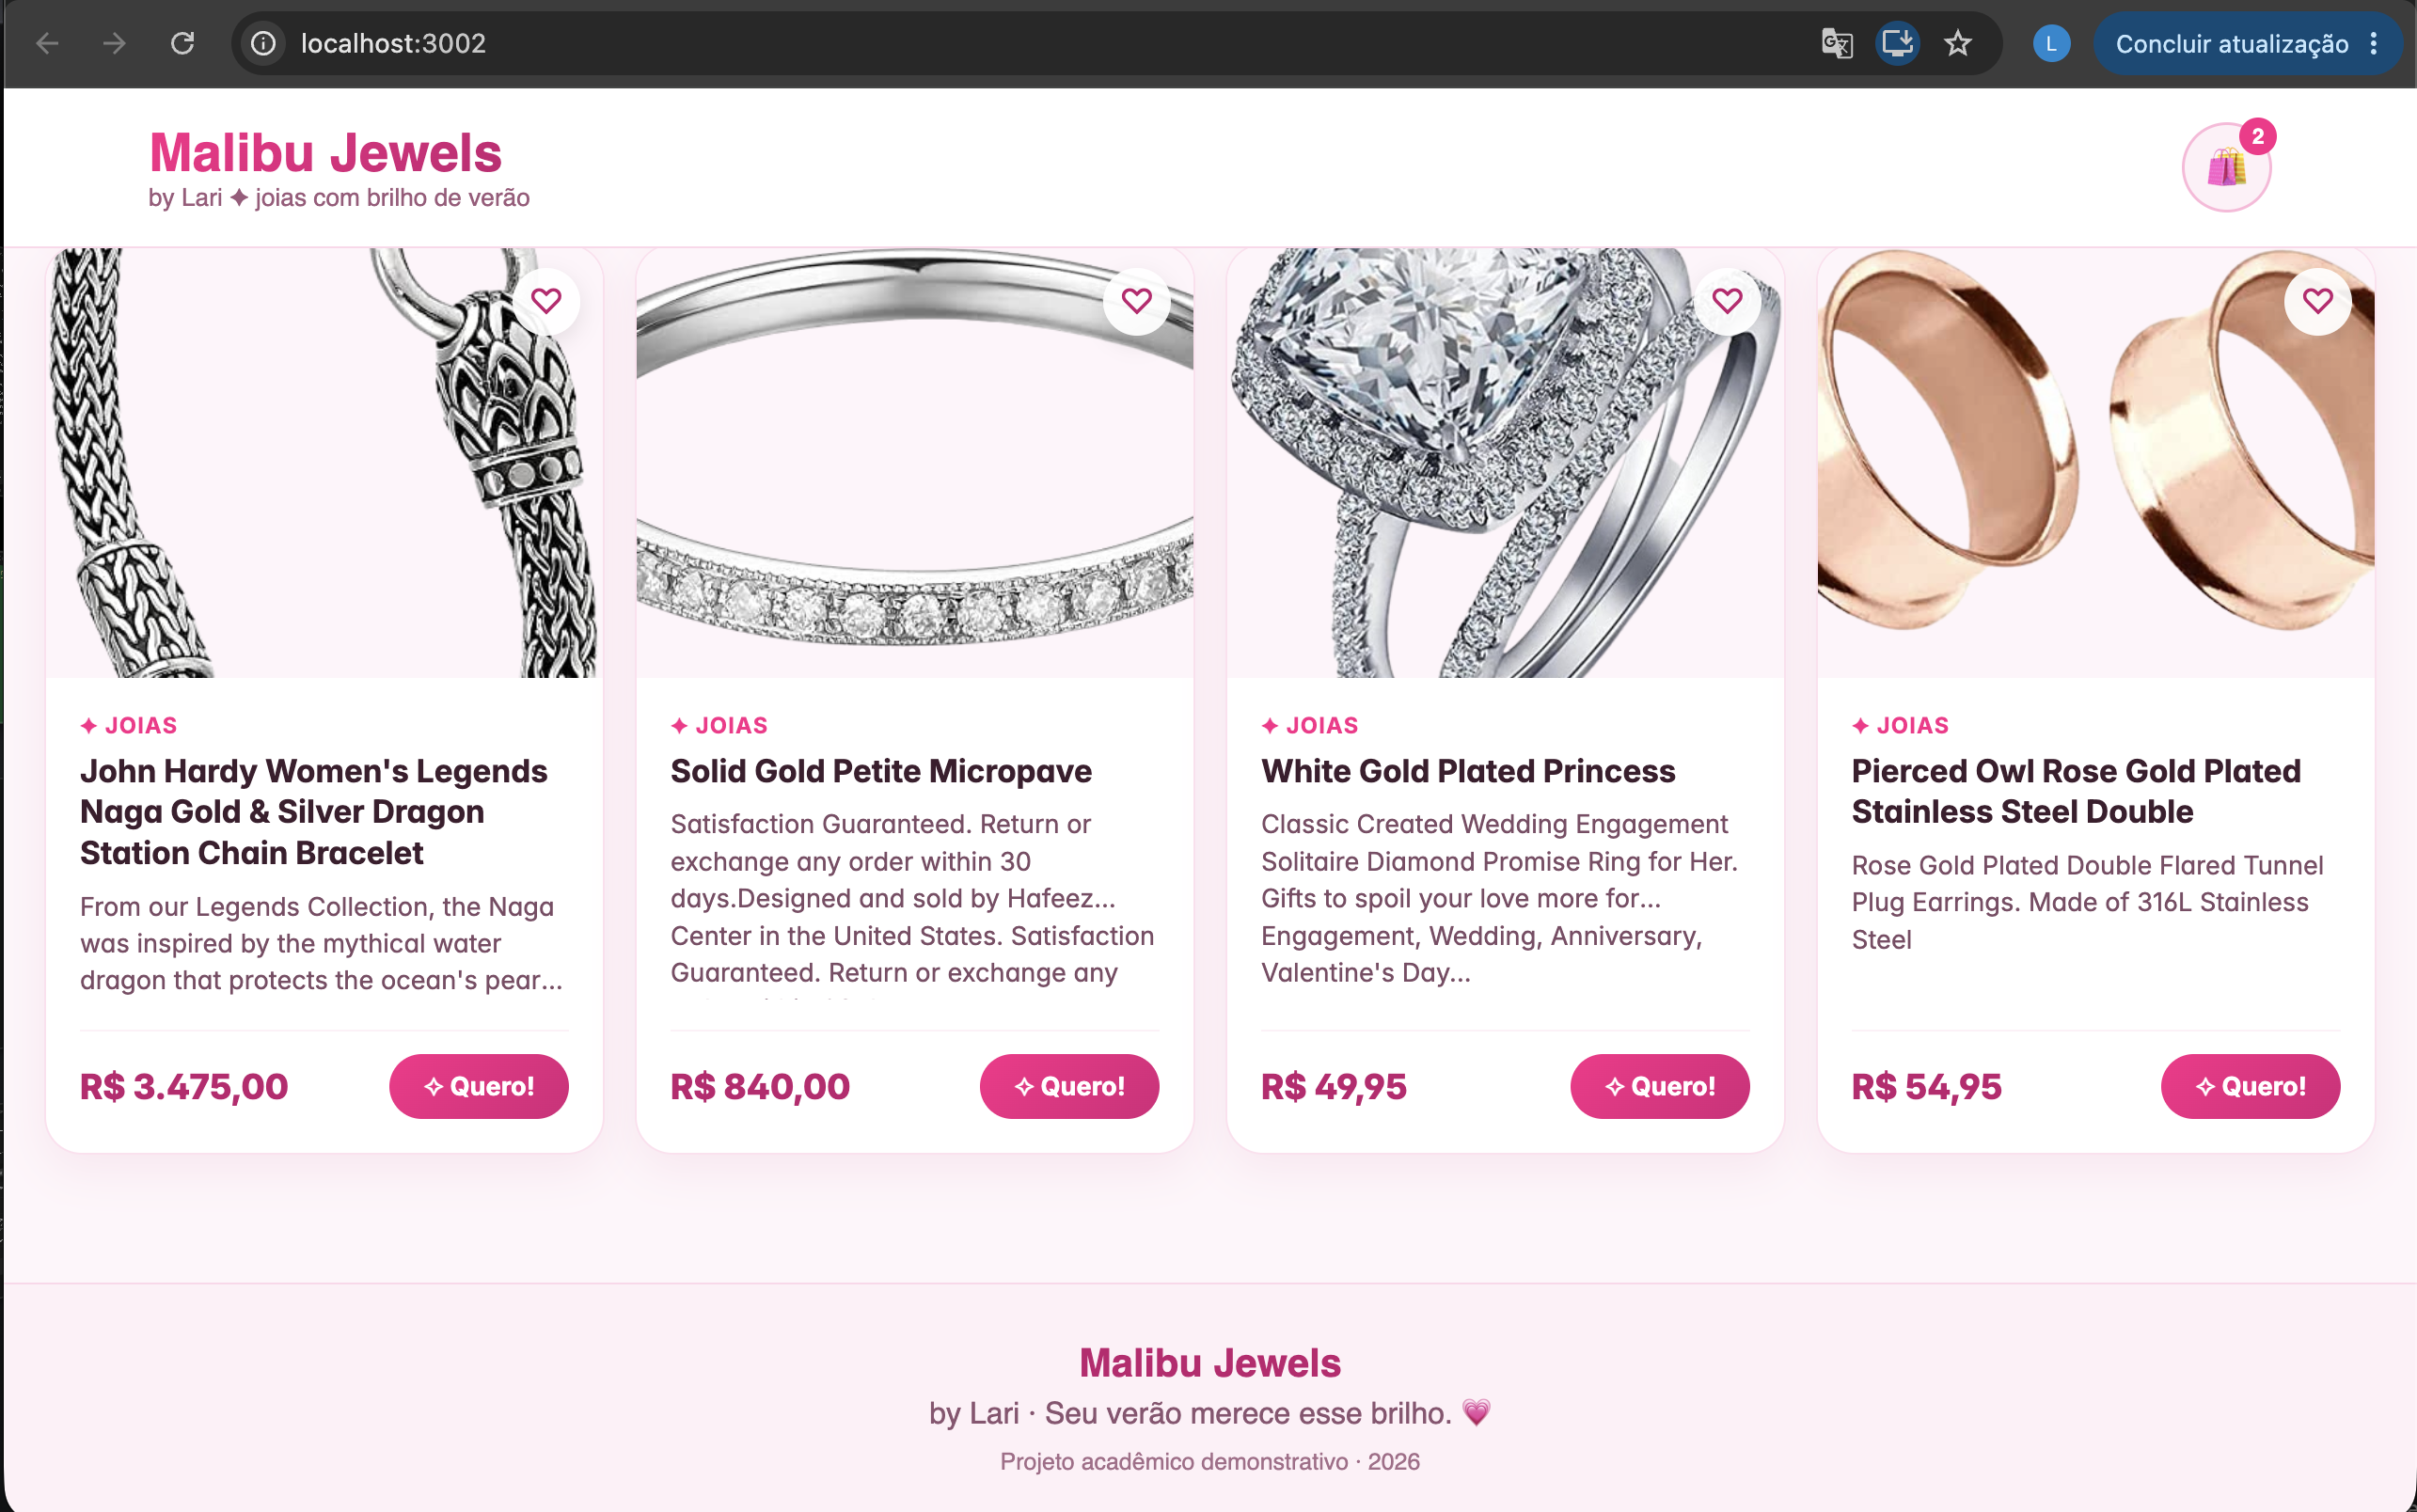 localhost:3002
L
Concluir atualização
Malibu Jewels
by Lari ✦ joias com brilho de verão
2
✦ JOIAS
John Hardy Women's Legends
Naga Gold & Silver Dragon
Station Chain Bracelet
From our Legends Collection, the Naga
was inspired by the mythical water
dragon that protects the ocean's pear...
R$ 3.475,00
✧ Quero!
✦ JOIAS
Solid Gold Petite Micropave
Satisfaction Guaranteed. Return or
exchange any order within 30
days.Designed and sold by Hafeez...
Center in the United States. Satisfaction
Guaranteed. Return or exchange any
R$ 840,00
✧ Quero!
✦ JOIAS
White Gold Plated Princess
Classic Created Wedding Engagement
Solitaire Diamond Promise Ring for Her.
Gifts to spoil your love more for...
Engagement, Wedding, Anniversary,
Valentine's Day...
R$ 49,95
✧ Quero!
✦ JOIAS
Pierced Owl Rose Gold Plated
Stainless Steel Double
Rose Gold Plated Double Flared Tunnel
Plug Earrings. Made of 316L Stainless
Steel
R$ 54,95
✧ Quero!
Malibu Jewels
by Lari · Seu verão merece esse brilho. 💗
Projeto acadêmico demonstrativo · 2026